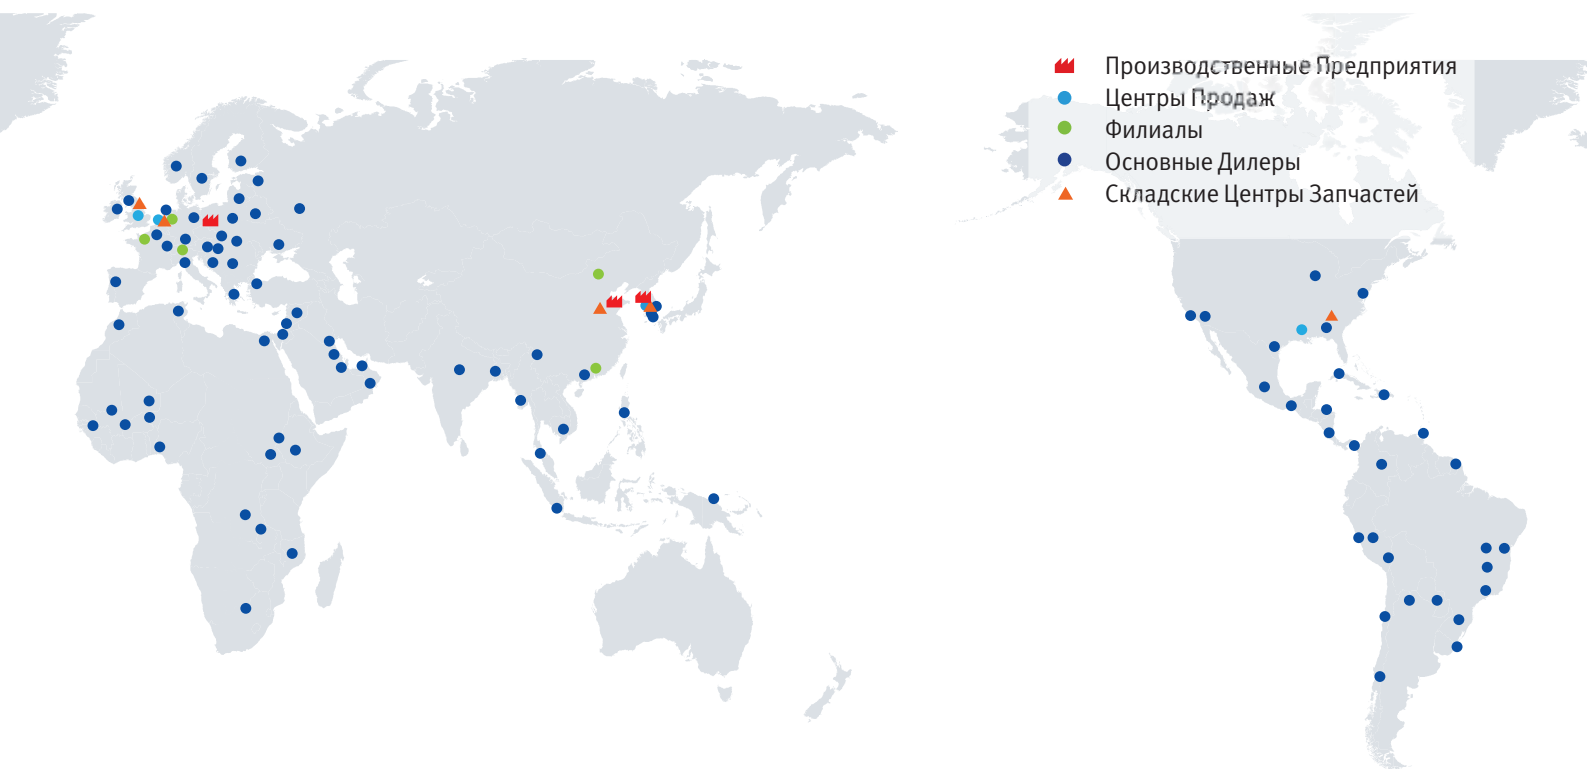 Производственные Предприятия
Центры Продаж
Филиалы
Основные Дилеры
Складские Центры Запчастей